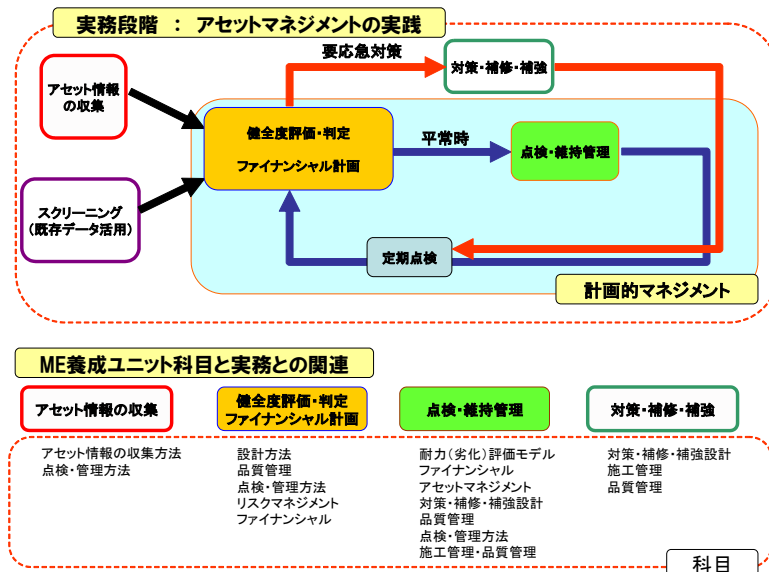 実務段階 ： アセットマネジメントの実践
要応急対策
対策・補修・補強
アセット情報
の収集
健全度評価・判定
ファイナンシャル計画
平常時
点検・維持管理
スクリーニング
（既存データ活用）
定期点検
計画的マネジメント
ME養成ユニット科目と実務との関連
アセット情報の収集
健全度評価・判定
ファイナンシャル計画
点検・維持管理
対策・補修・補強
アセット情報の収集方法
点検・管理方法
設計方法
品質管理
点検・管理方法
リスクマネジメント
ファイナンシャル
耐力（劣化）評価モデル
ファイナンシャル
アセットマネジメント
対策・補修・補強設計
品質管理
点検・管理方法
施工管理・品質管理
対策・補修・補強設計
施工管理
品質管理
科目